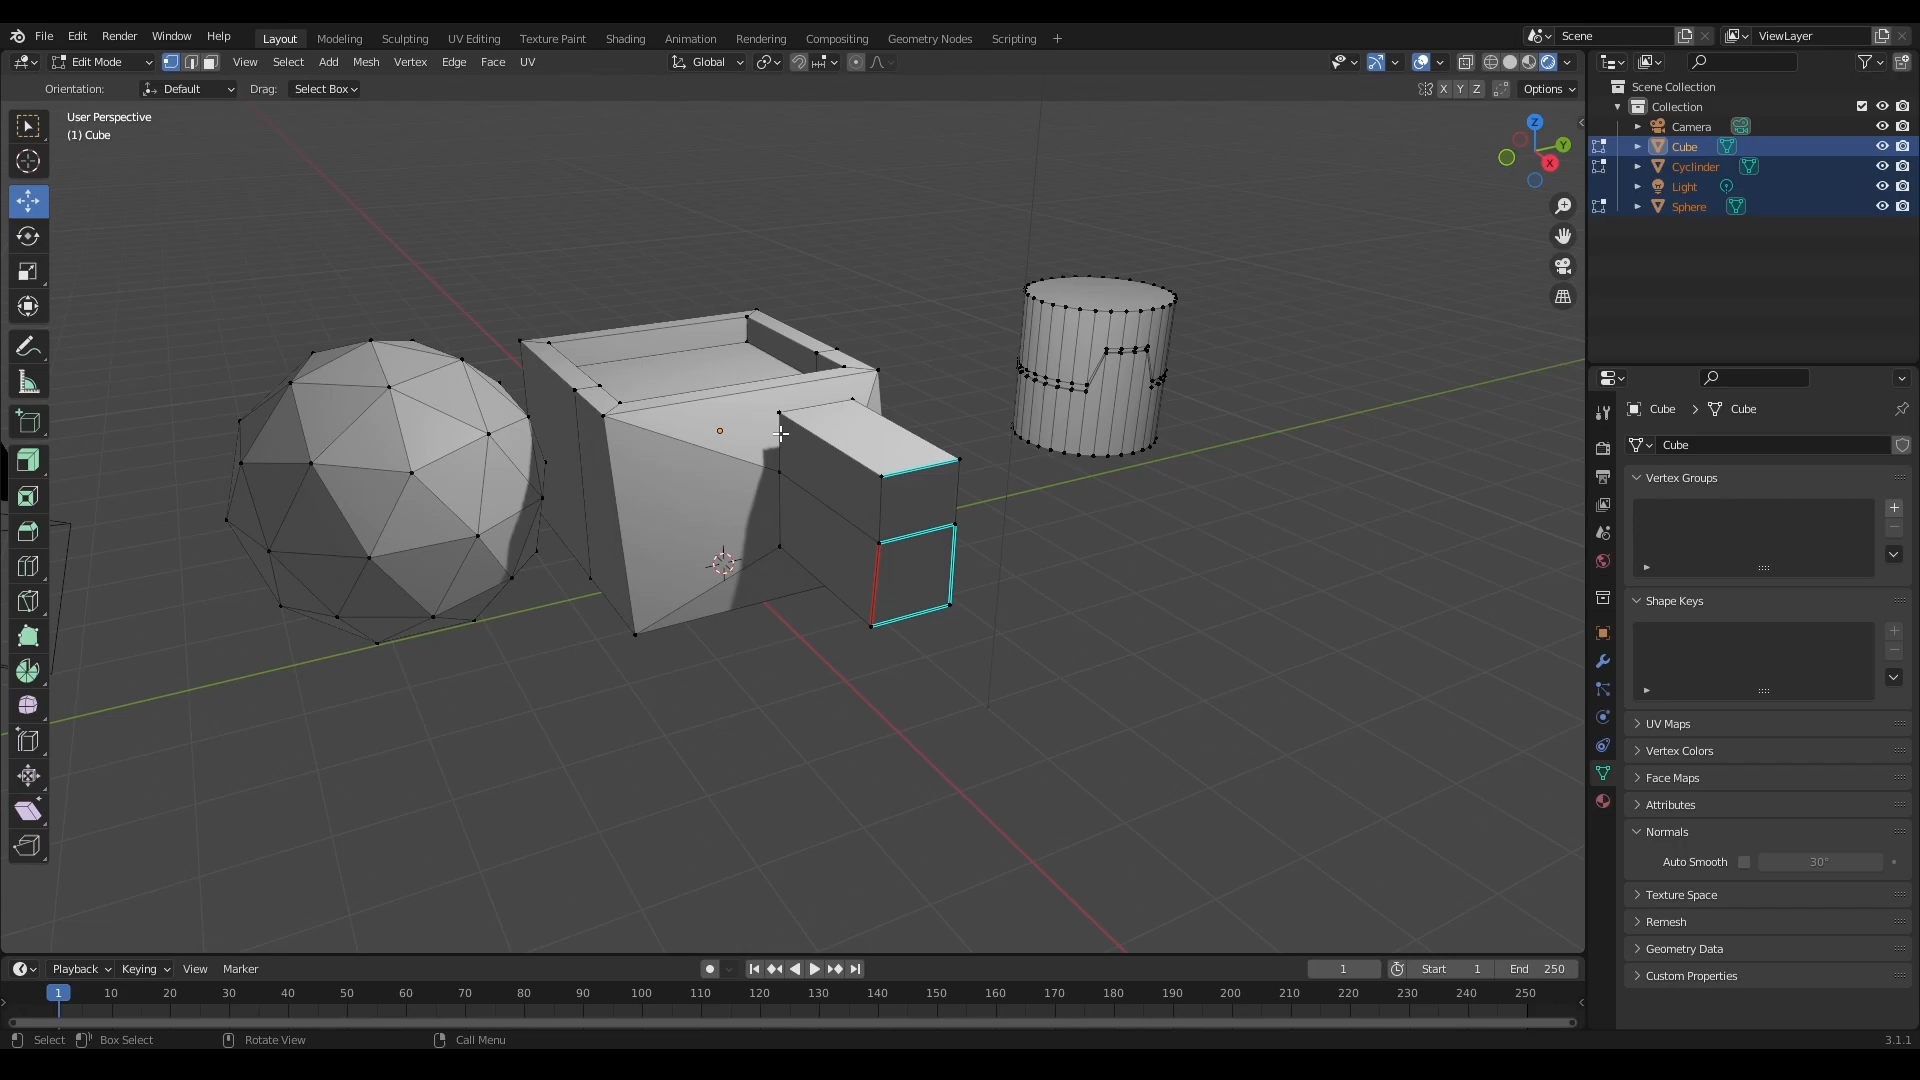 File Edit Render Window Help
Layout Modeling Sculpting UV Editing Texture Paint Shading Animation Rendering Compositing Geometry Nodes Scripting +
Scene
ViewLayer
Edit Mode
View Select Add Mesh Vertex Edge Face UV
Global
Orientation: Default Drag: Select Box
X Y Z Options
User Perspective
(1) Cube
Z
Y
X
Scene Collection
Collection
Camera
Cube
Cyclinder
Light
Sphere
Cube > Cube
Cube
Vertex Groups
Shape Keys
UV Maps
Vertex Colors
Face Maps
Attributes
Normals
Auto Smooth 30°
Texture Space
Remesh
Geometry Data
Custom Properties
Playback Keying View Marker
1 Start 1 End 250
1 10 20 30 40 50 60 70 80 90 100 110 120 130 140 150 160 170 180 190 200 210 220 230 240 250
Select Box Select Rotate View Call Menu 3.1.1